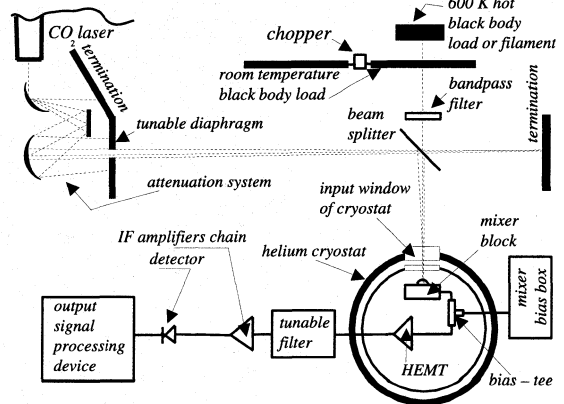 600 K hot
black body
load or filament
CO2 laser
chopper
termination
room temperature
black body load
bandpass
filter
tunable diaphragm
beam
splitter
termination
attenuation system
input window
of cryostat
mixer
block
IF amplifiers chain
detector
helium cryostat
mixer
bias box
output
signal
processing
device
tunable
filter
HEMT
bias – tee